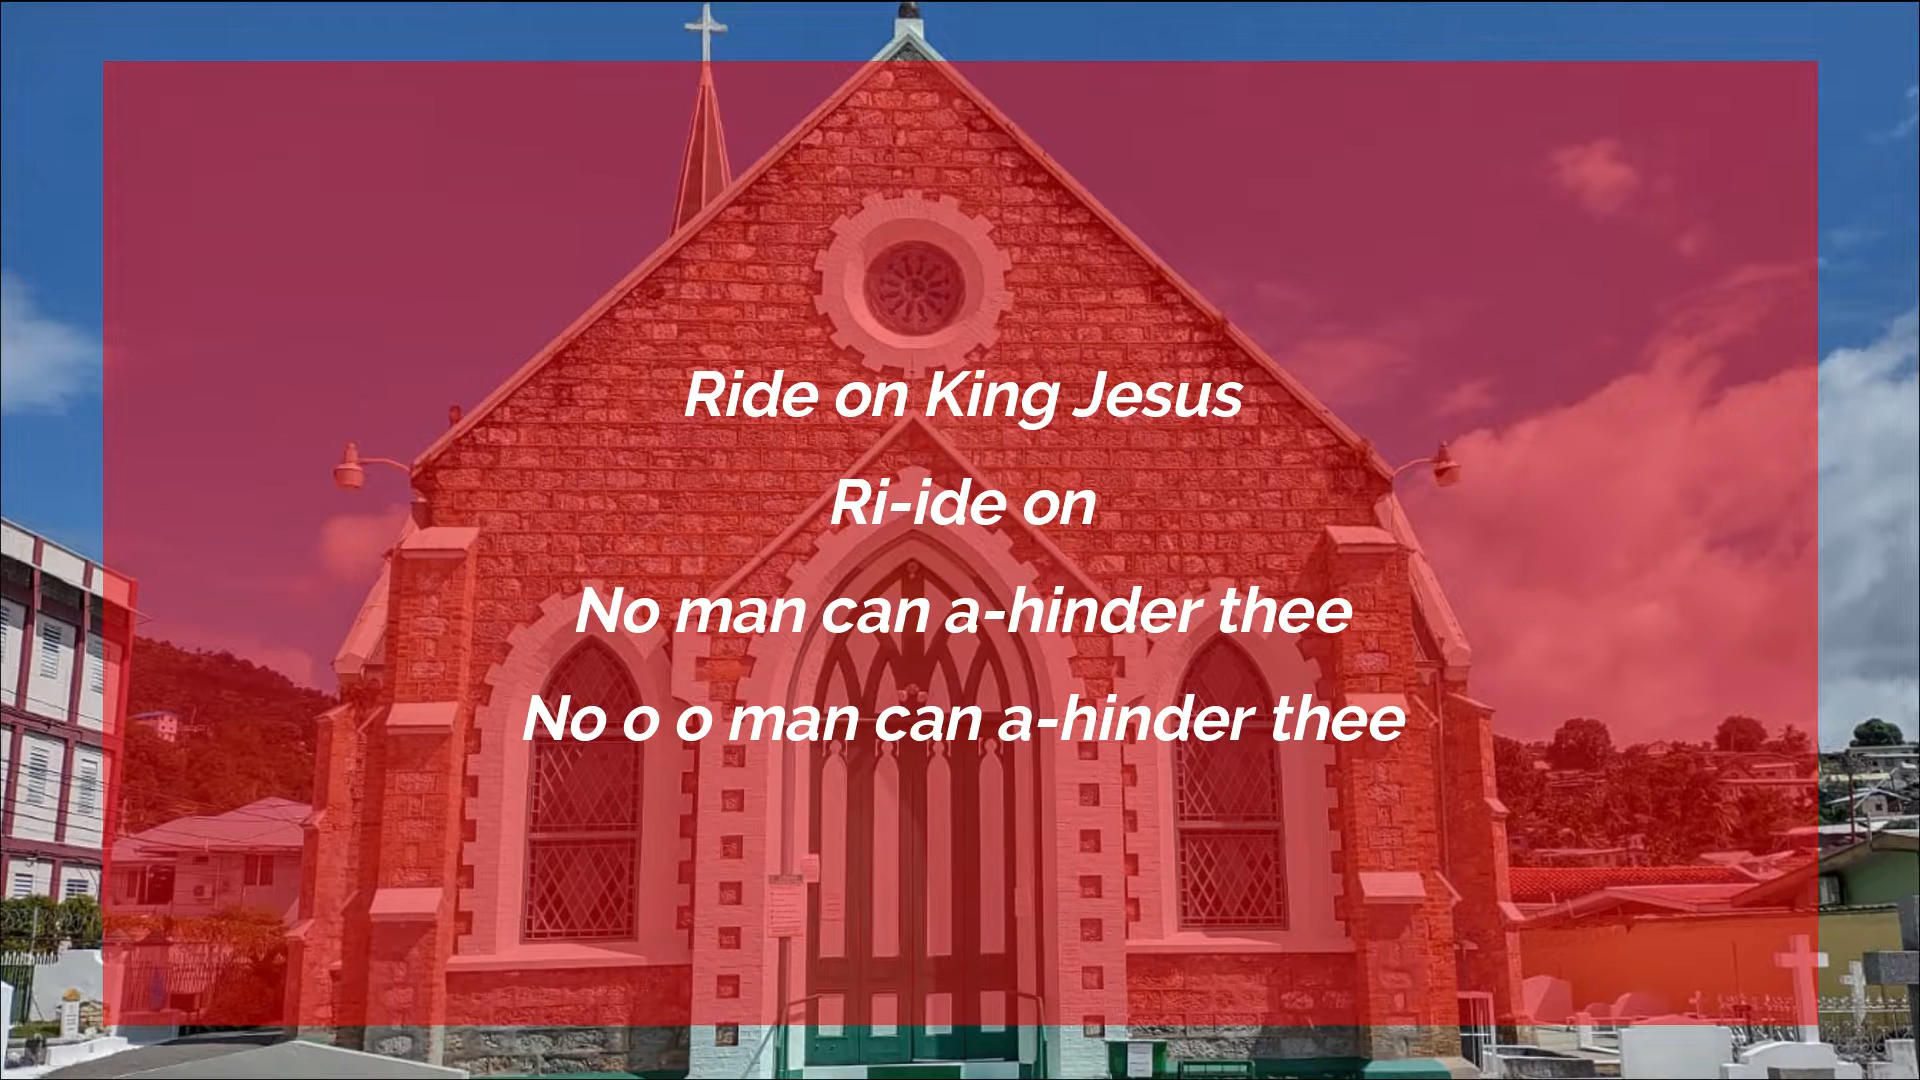 Ride on King Jesus
Ri-ide on
No man can a-hinder thee
No o o man can a-hinder thee